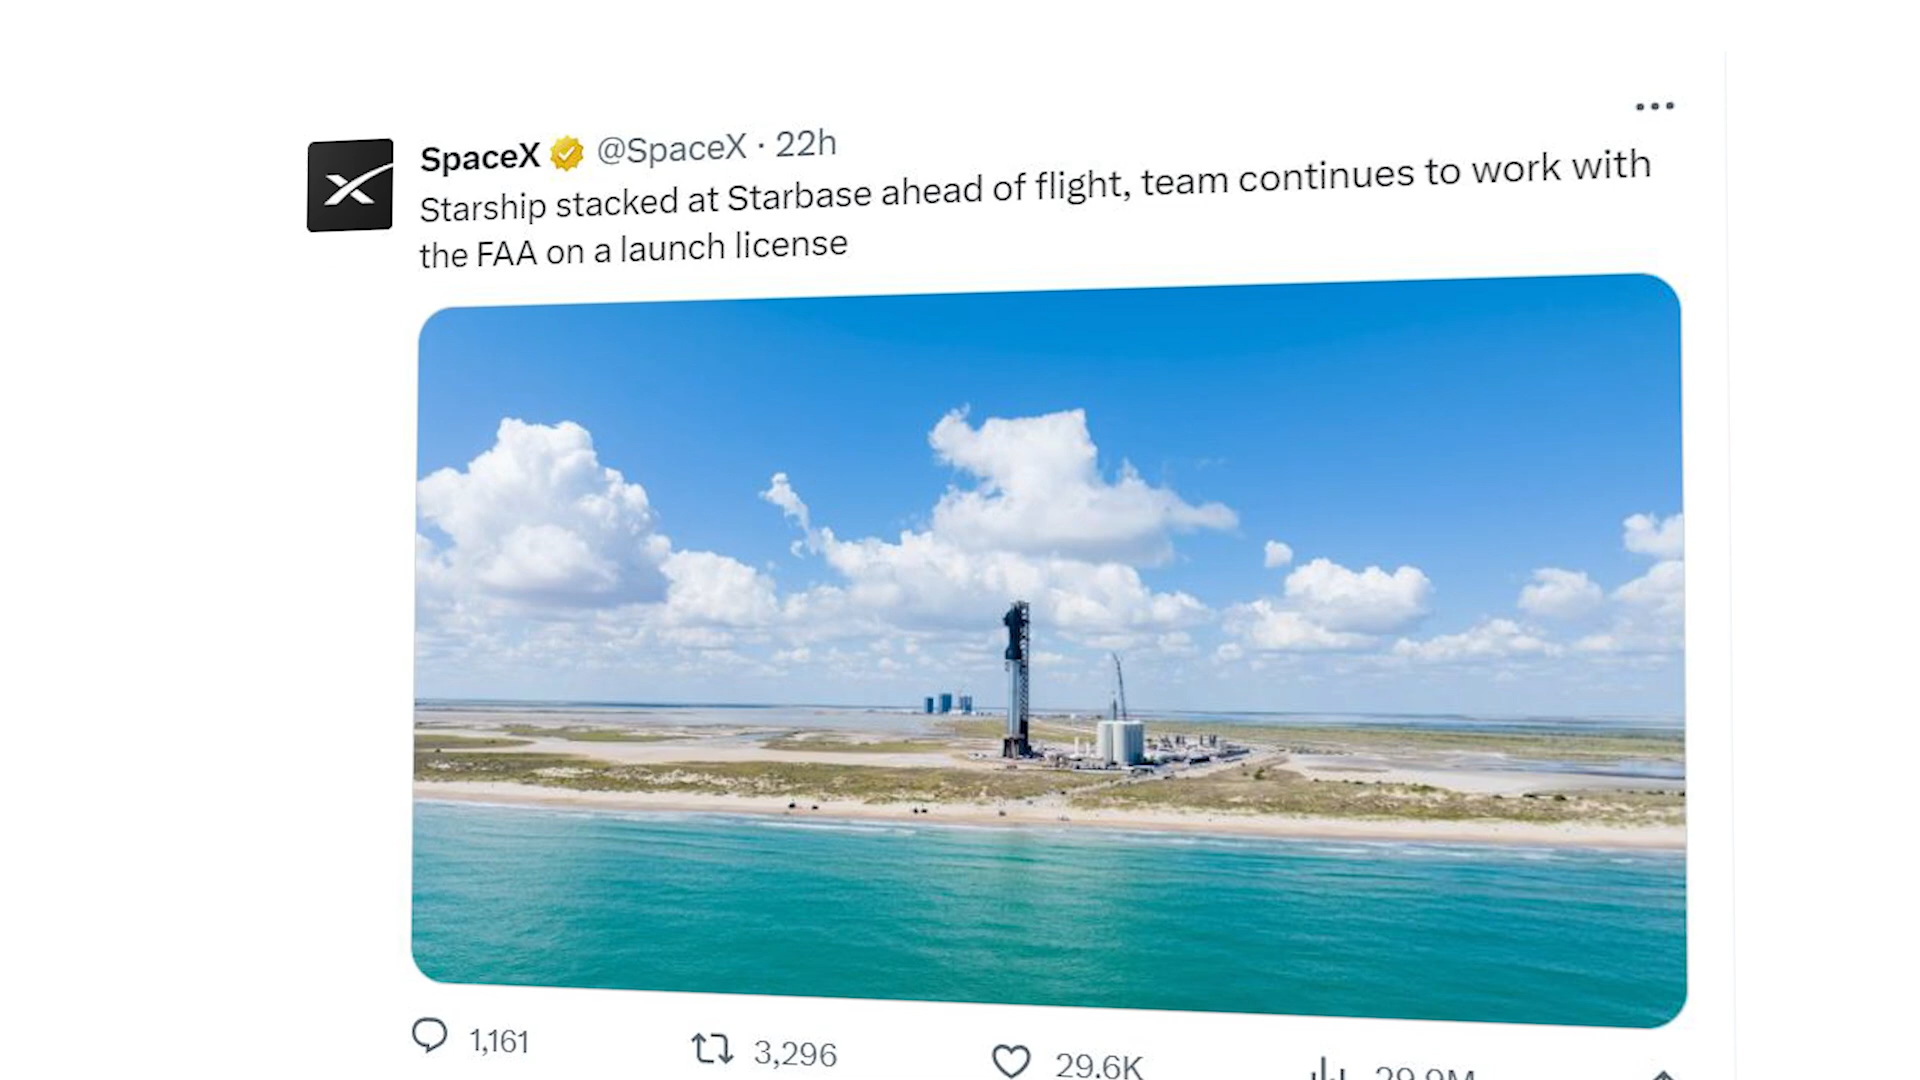 SpaceX @SpaceX · 22h
Starship stacked at Starbase ahead of flight, team continues to work with
the FAA on a launch license
1,161 3,296 29.6K